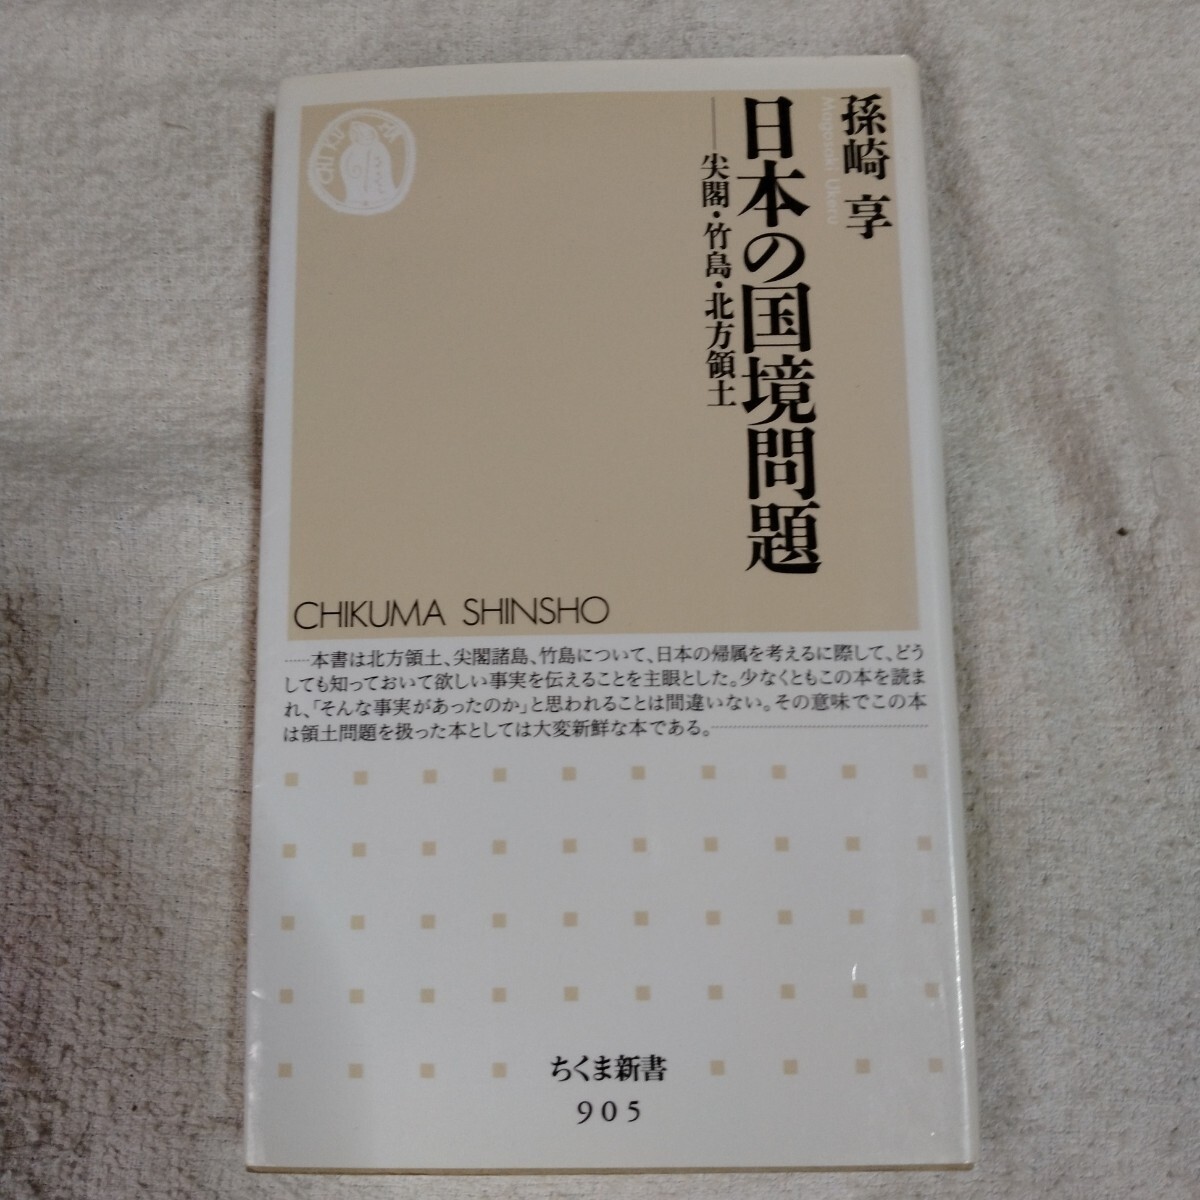 孫崎 享
Magosaki Ukeru
日本の国境問題
――尖閣・竹島・北方領土
CHIKUMA SHINSHO
……本書は北方領土、尖閣諸島、竹島について、日本の帰属を考えるに際して、どう
しても知っておいて欲しい事実を伝えることを主眼とした。少なくともこの本を読ま
れ、「そんな事実があったのか」と思われることは間違いない。その意味でこの本
は領土問題を扱った本としては大変新鮮な本である。……………………
ちくま新書
905